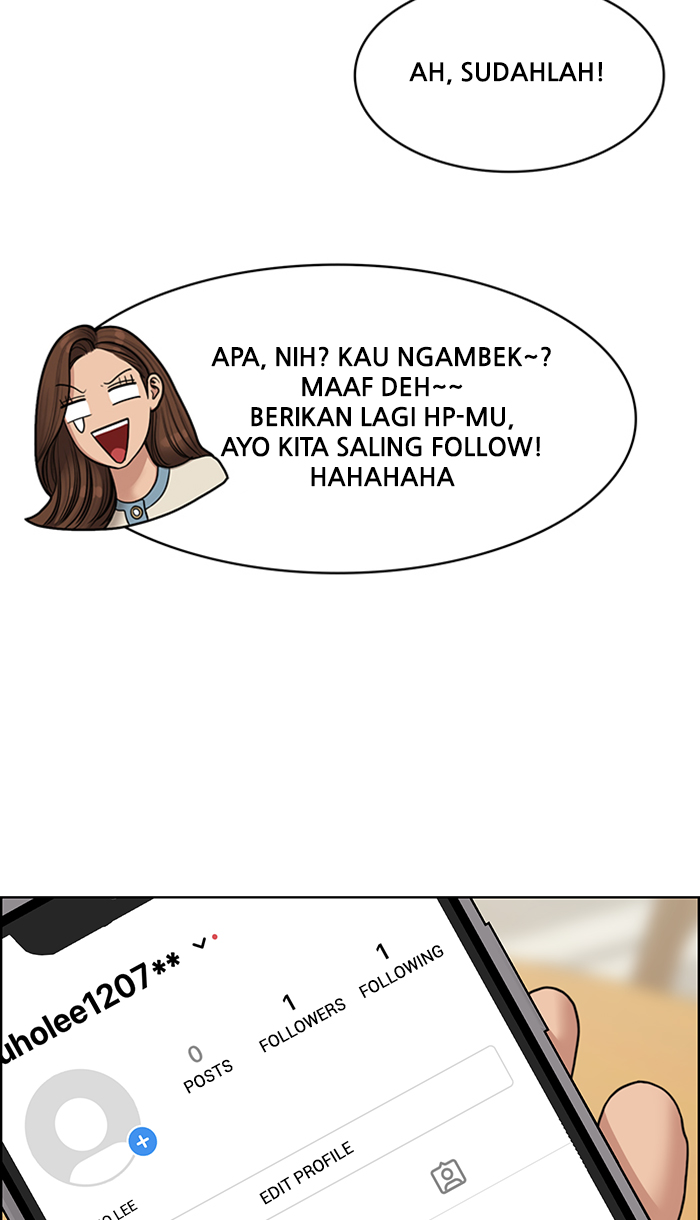 AH, SUDAHLAH!
APA, NIH? KAU NGAMBEK~?
MAAF DEH~~
BERIKAN LAGI HP-MU,
AYO KITA SALING FOLLOW!
HAHAHAHA
uholee1207**
0
POSTS
1
FOLLOWERS
1
FOLLOWING
LEE
EDIT PROFILE